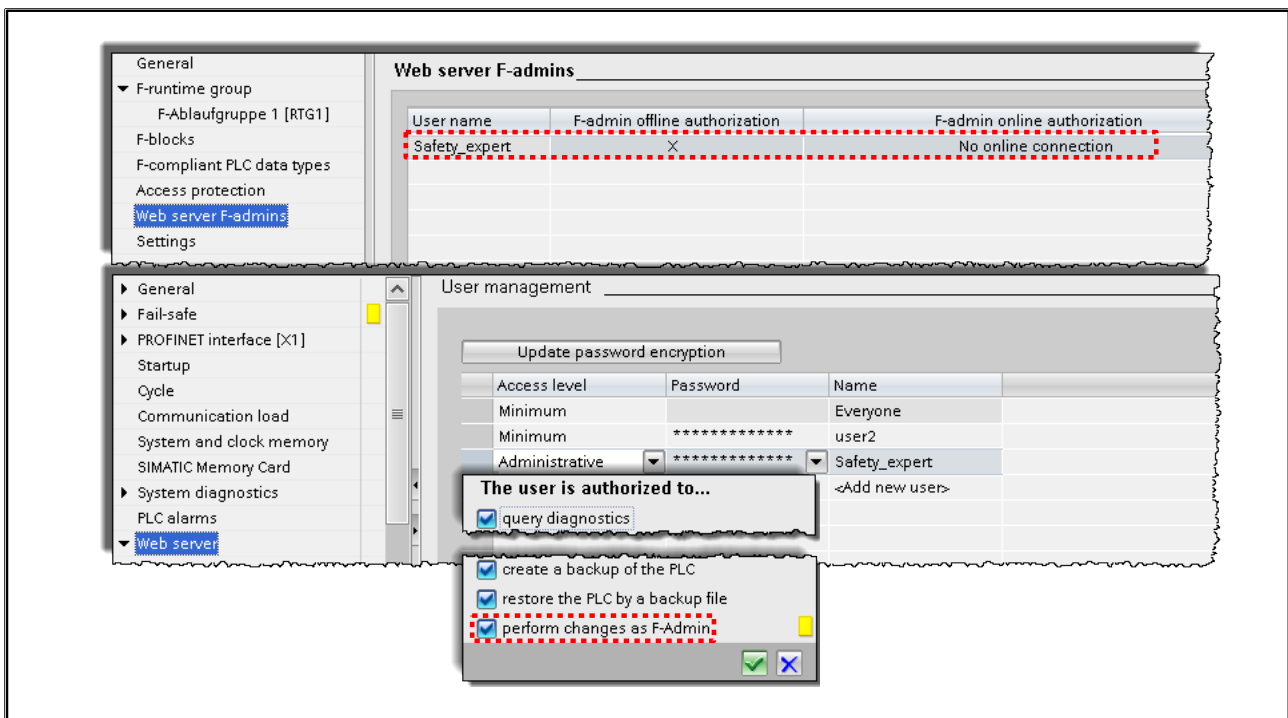 General
F-runtime group
F-Ablaufgruppe 1 [RTG1]
F-blocks
F-compliant PLC data types
Access protection
Web server F-admins
Settings
Web server F-admins
User name F-admin offline authorization F-admin online authorization
Safety_expert X No online connection
General
Fail-safe
PROFINET interface [X1]
Startup
Cycle
Communication load
System and clock memory
SIMATIC Memory Card
System diagnostics
PLC alarms
Web server
User management
Update password encryption
Access level Password Name
Minimum Everyone
Minimum ************* user2
Administrative ************* Safety_expert
<Add new user>
The user is authorized to...
query diagnostics
create a backup of the PLC
restore the PLC by a backup file
perform changes as F-Admin